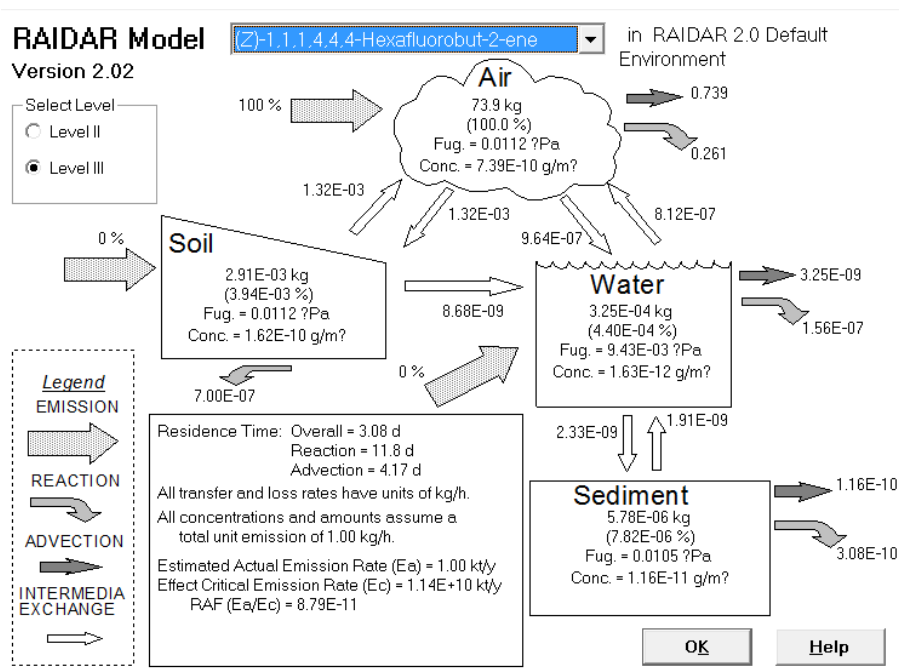 RAIDAR Model
Version 2.02
(Z)-1,1,1,4,4,4-Hexafluorobut-2-ene
in RAIDAR 2.0 Default
Environment
Select Level
Level II
Level III
100 %
Air
73.9 kg
(100.0 %)
Fug. = 0.0112 ?Pa
Conc. = 7.39E-10 g/m?
0.739
0.261
1.32E-03
1.32E-03
9.64E-07
8.12E-07
0 %
Soil
2.91E-03 kg
(3.94E-03 %)
Fug. = 0.0112 ?Pa
Conc. = 1.62E-10 g/m?
8.68E-09
7.00E-07
Water
3.25E-04 kg
(4.40E-04 %)
Fug. = 9.43E-03 ?Pa
Conc. = 1.63E-12 g/m?
3.25E-09
1.56E-07
0 %
Legend
EMISSION
REACTION
ADVECTION
INTERMEDIA
EXCHANGE
Residence Time: Overall = 3.08 d
Reaction = 11.8 d
Advection = 4.17 d
All transfer and loss rates have units of kg/h.
All concentrations and amounts assume a
total unit emission of 1.00 kg/h.
Estimated Actual Emission Rate (Ea) = 1.00 kt/y
Effect Critical Emission Rate (Ec) = 1.14E+10 kt/y
RAF (Ea/Ec) = 8.79E-11
2.33E-09
1.91E-09
Sediment
5.78E-06 kg
(7.82E-06 %)
Fug. = 0.0105 ?Pa
Conc. = 1.16E-11 g/m?
1.16E-10
3.08E-10
OK
Help